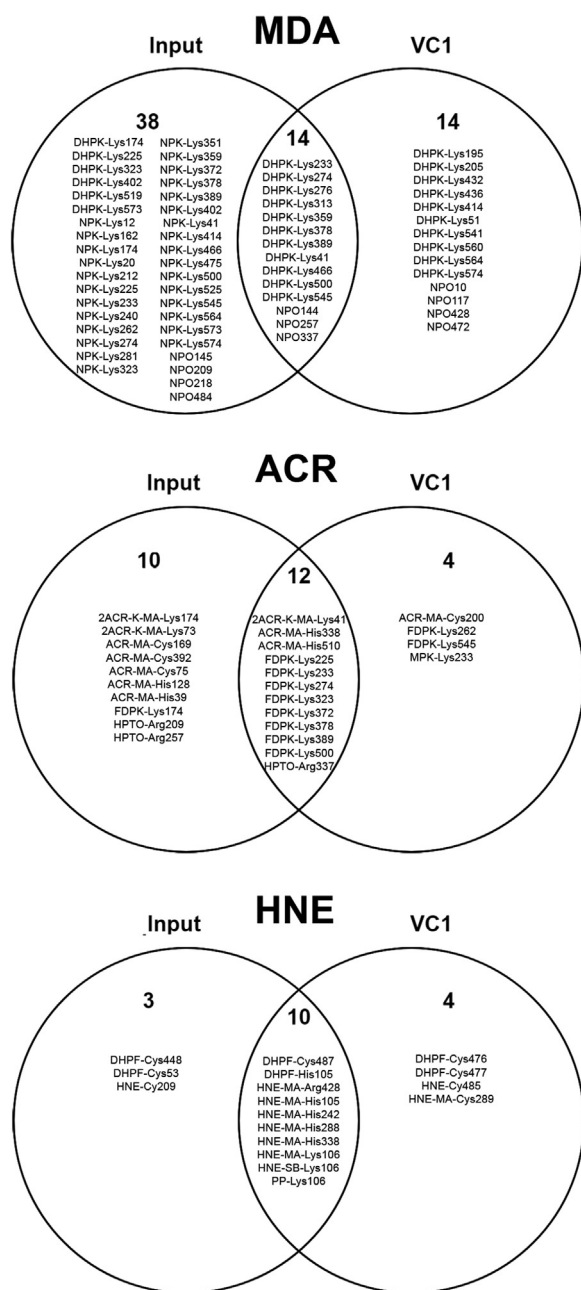 MDA
Input
VC1
38
14
14
DHPK-Lys174
DHPK-Lys225
DHPK-Lys323
DHPK-Lys402
DHPK-Lys519
DHPK-Lys573
NPK-Lys12
NPK-Lys162
NPK-Lys174
NPK-Lys20
NPK-Lys212
NPK-Lys225
NPK-Lys233
NPK-Lys240
NPK-Lys262
NPK-Lys274
NPK-Lys281
NPK-Lys323
NPK-Lys351
NPK-Lys359
NPK-Lys372
NPK-Lys378
NPK-Lys389
NPK-Lys402
NPK-Lys41
NPK-Lys414
NPK-Lys466
NPK-Lys475
NPK-Lys500
NPK-Lys525
NPK-Lys545
NPK-Lys564
NPK-Lys573
NPK-Lys574
NPO145
NPO209
NPO218
NPO484
DHPK-Lys233
DHPK-Lys274
DHPK-Lys276
DHPK-Lys313
DHPK-Lys359
DHPK-Lys378
DHPK-Lys389
DHPK-Lys41
DHPK-Lys466
DHPK-Lys500
DHPK-Lys545
NPO144
NPO257
NPO337
DHPK-Lys195
DHPK-Lys205
DHPK-Lys432
DHPK-Lys436
DHPK-Lys414
DHPK-Lys51
DHPK-Lys541
DHPK-Lys560
DHPK-Lys564
DHPK-Lys574
NPO10
NPO117
NPO428
NPO472
ACR
Input
VC1
10
12
4
2ACR-K-MA-Lys174
2ACR-K-MA-Lys73
ACR-MA-Cys169
ACR-MA-Cys392
ACR-MA-Cys75
ACR-MA-His128
ACR-MA-His39
FDPK-Lys174
HPTO-Arg209
HPTO-Arg257
2ACR-K-MA-Lys41
ACR-MA-His338
ACR-MA-His510
FDPK-Lys225
FDPK-Lys233
FDPK-Lys274
FDPK-Lys323
FDPK-Lys372
FDPK-Lys378
FDPK-Lys389
FDPK-Lys500
HPTO-Arg337
ACR-MA-Cys200
FDPK-Lys262
FDPK-Lys545
MPK-Lys233
HNE
Input
VC1
3
10
4
DHPF-Cys448
DHPF-Cys53
HNE-Cy209
DHPF-Cys487
DHPF-His105
HNE-MA-Arg428
HNE-MA-His105
HNE-MA-His242
HNE-MA-His288
HNE-MA-His338
HNE-MA-Lys106
HNE-SB-Lys106
PP-Lys106
DHPF-Cys476
DHPF-Cys477
HNE-Cy485
HNE-MA-Cys289